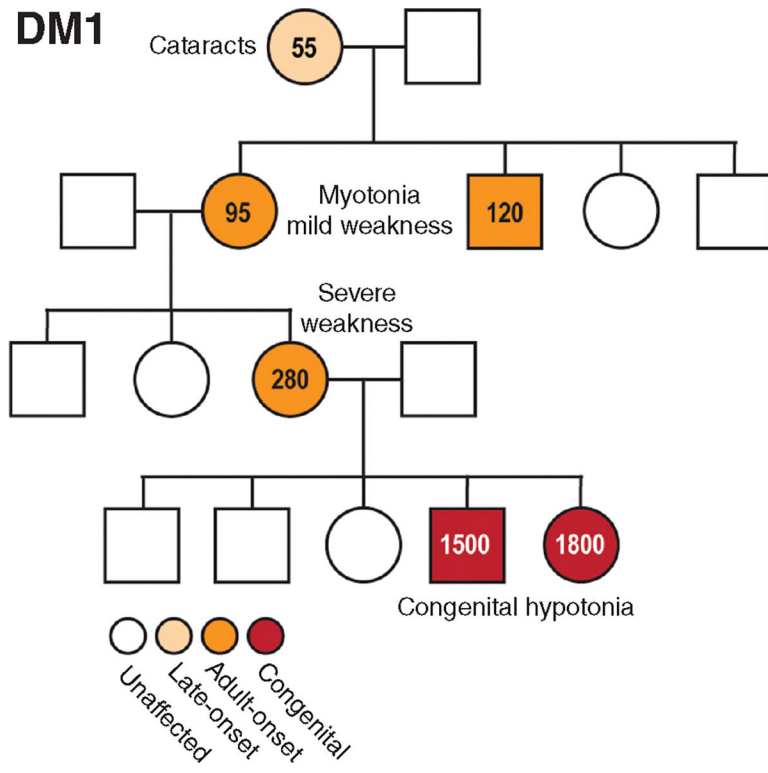 DM1
Cataracts
55
95
Myotonia
mild weakness
120
Severe
weakness
280
1500
1800
Congenital hypotonia
Unaffected
Late-onset
Adult-onset
Congenital